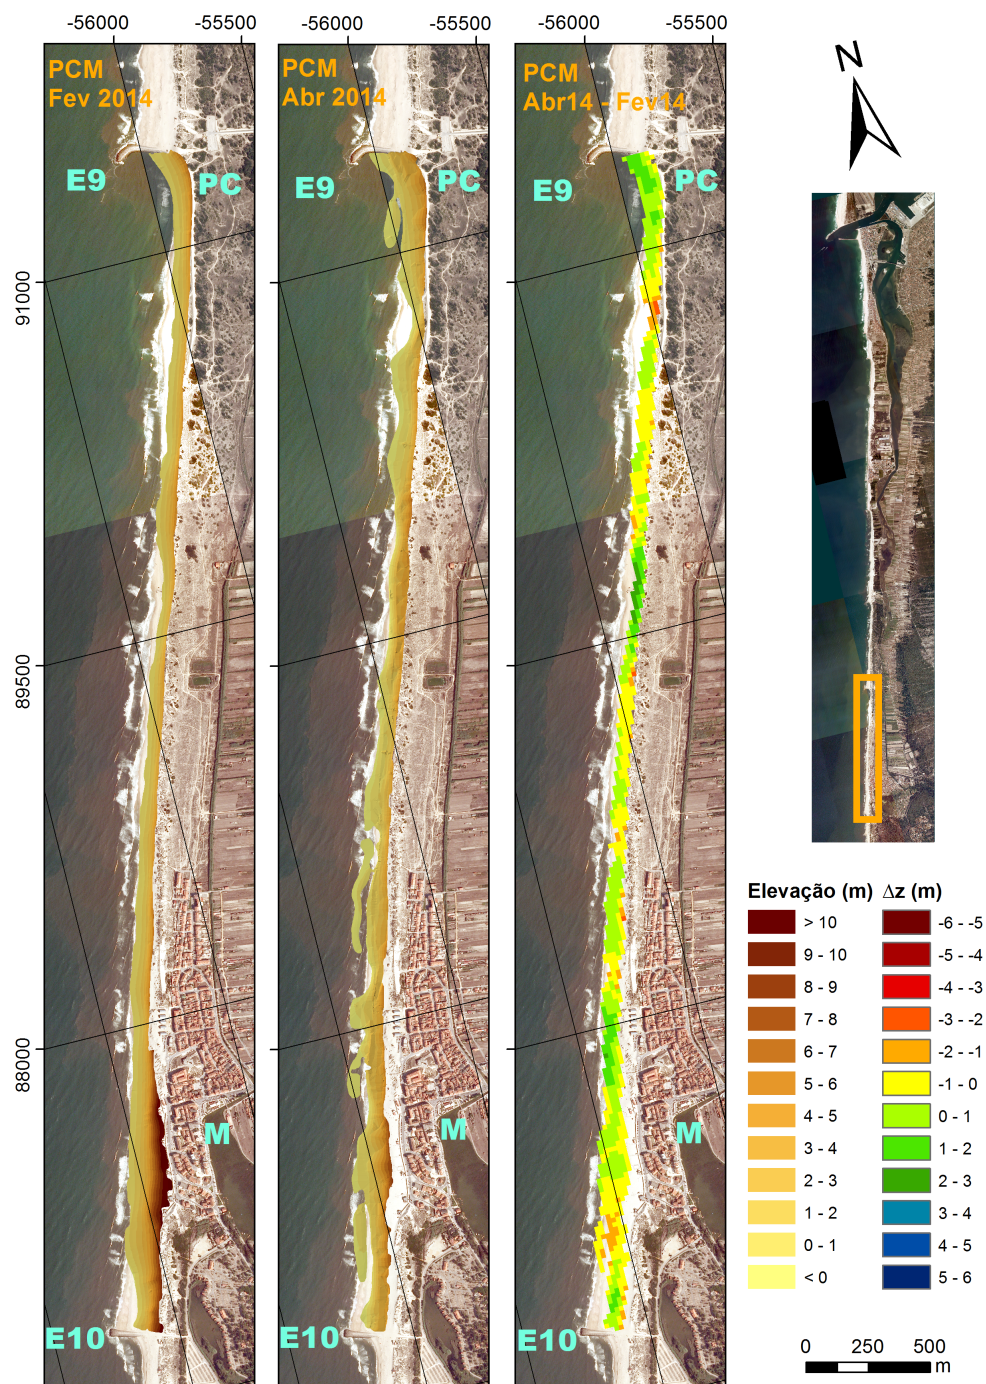 -56000 -55500 -56000 -55500 -56000 -55500
PCM
Fev 2014
PCM
Abr 2014
PCM
Abr14 - Fev14
N
E9 PC E9 PC E9 PC
91000
89500
88000
M M M
E10 E10 E10
Elevação (m) Δz (m)
> 10 -6 - -5
9 - 10 -5 - -4
8 - 9 -4 - -3
7 - 8 -3 - -2
6 - 7 -2 - -1
5 - 6 -1 - 0
4 - 5 0 - 1
3 - 4 1 - 2
2 - 3 2 - 3
1 - 2 3 - 4
0 - 1 4 - 5
< 0 5 - 6
0 250 500
m